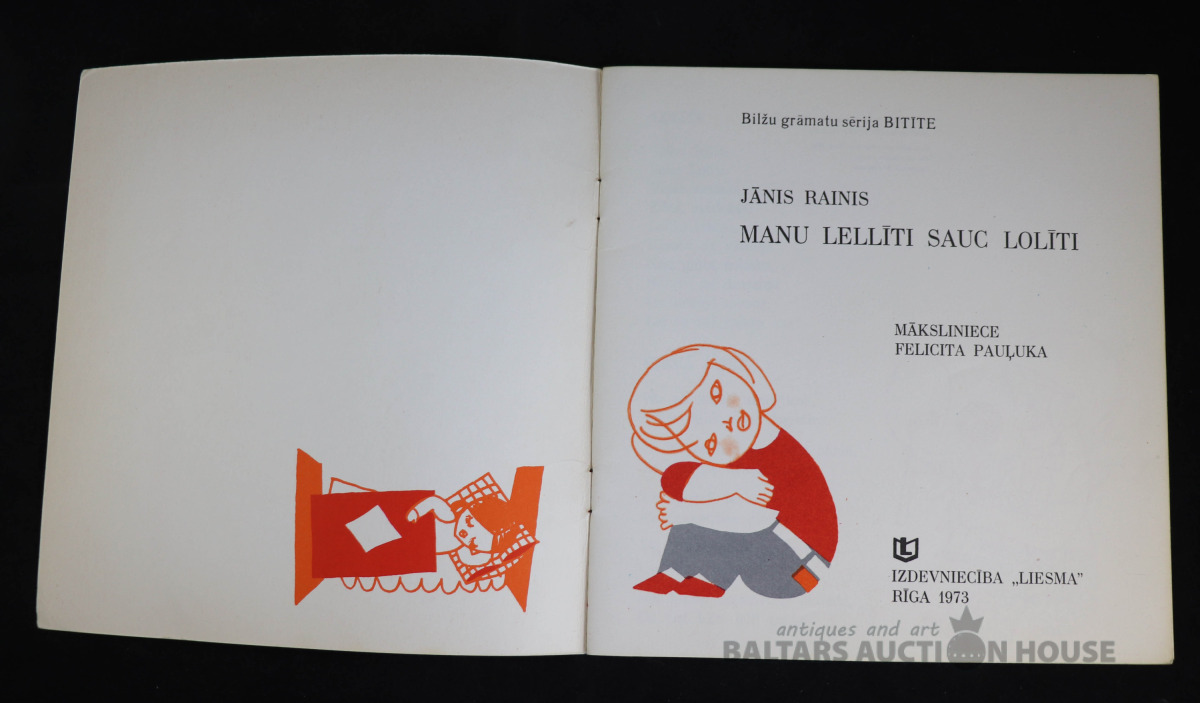 Bilžu grāmatu sērija BITĪTE
JĀNIS RAINIS
MANU LELLĪTI SAUC LOLĪTI
MĀKSLINIECE
FELICITA PAUĻUKA
IZDEVNIECĪBA „LIESMA”
RĪGA 1973
antiques and art
BALTARS AUCTION HOUSE